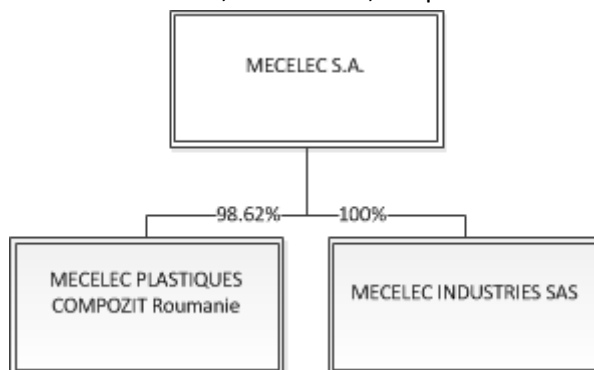 MECELEC S.A.
98.62%
100%
MECELEC PLASTIQUES
COMPOZIT Roumanie
MECELEC INDUSTRIES SAS